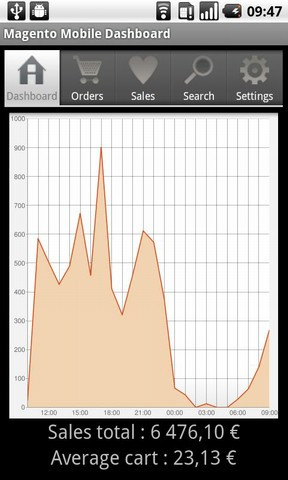 09:47
Magento Mobile Dashboard
Dashboard Orders Sales Search Settings
1000
900
800
700
600
500
400
300
200
100
0
12:00 15:00 18:00 21:00 00:00 03:00 06:00 09:00
Sales total : 6 476,10 €
Average cart : 23,13 €